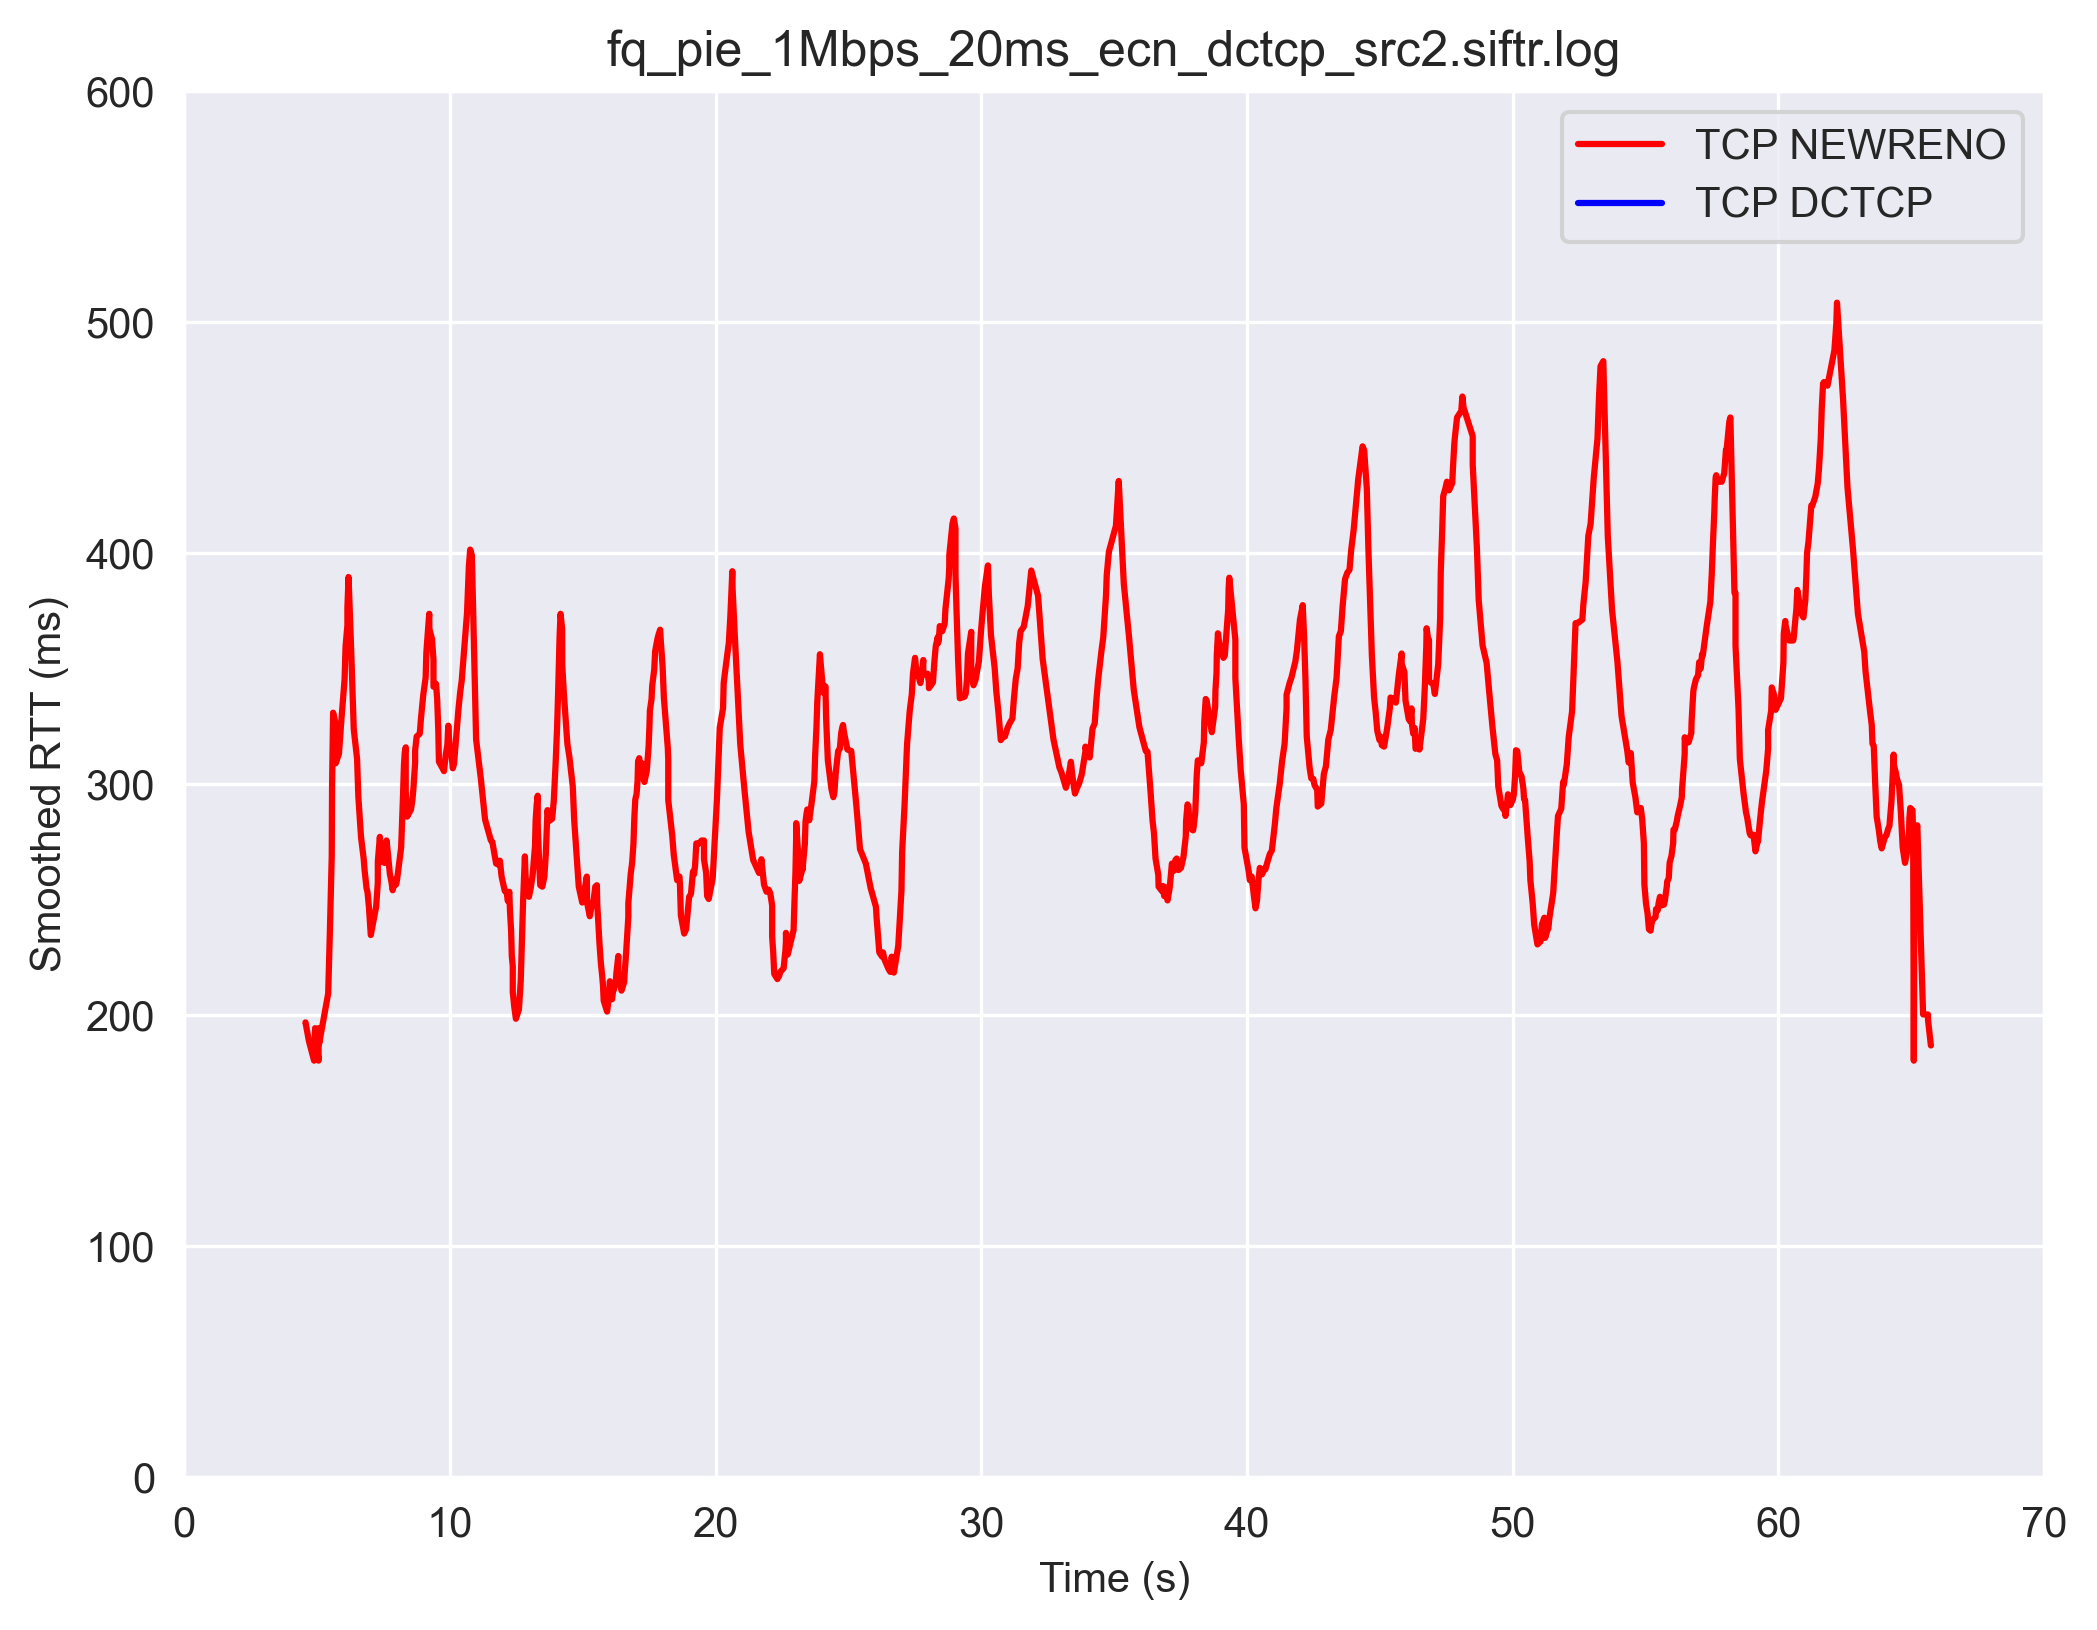 fq_pie_1Mbps_20ms_ecn_dctcp_src2.siftr.log
TCP NEWRENO
TCP DCTCP
Smoothed RTT (ms)
600
500
400
300
200
100
0
0 10 20 30 40 50 60 70
Time (s)